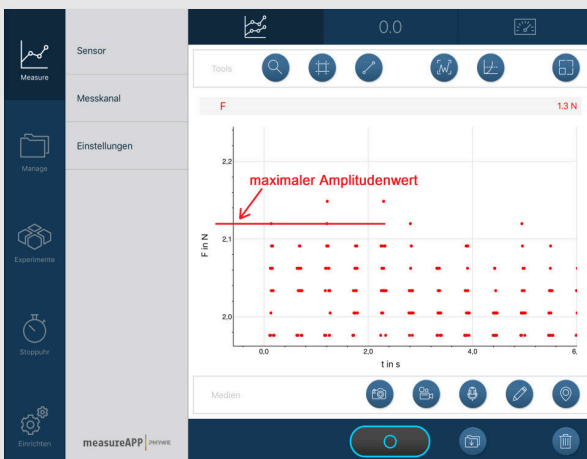 0.0
Measure
Sensor
Tools
Messkanal
F
1.3 N
Einstellungen
Manage
2,2
maximaler Amplitudenwert
F in N
2,1
Experimente
2,0
Stoppuhr
0,0
2,0
4,0
6,
t in s
Medien
Einrichten
measureAPP PHYWE